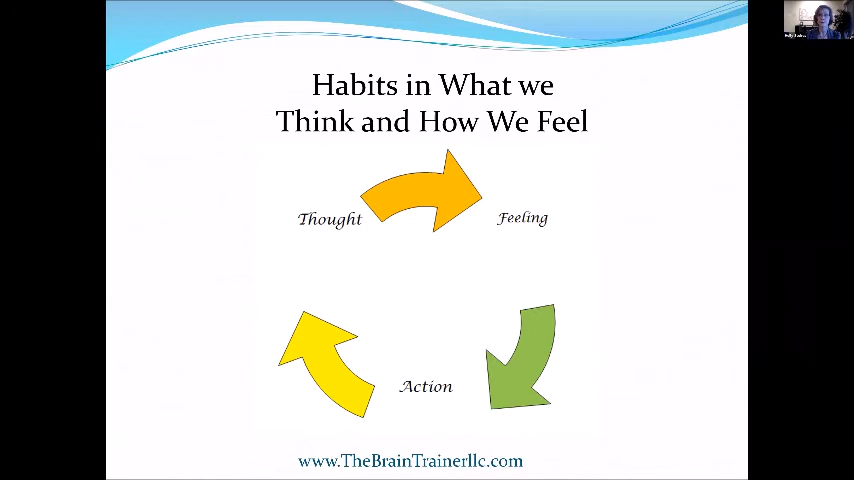 Habits in What we
Think and How We Feel
Thought
Feeling
Action
www.TheBrainTrainerllc.com